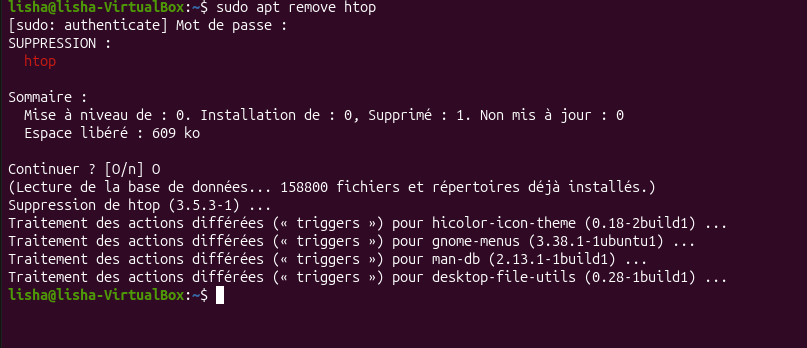 lisha@lisha-VirtualBox:~$ sudo apt remove htop
[sudo: authenticate] Mot de passe :
SUPPRESSION :
htop
Sommaire :
Mise à niveau de : 0. Installation de : 0, Supprimé : 1. Non mis à jour : 0
Espace libéré : 609 ko
Continuer ? [O/n] O
(Lecture de la base de données... 158800 fichiers et répertoires déjà installés.)
Suppression de htop (3.5.3-1) ...
Traitement des actions différées (« triggers ») pour hicolor-icon-theme (0.18-2build1) ...
Traitement des actions différées (« triggers ») pour gnome-menus (3.38.1-1ubuntu1) ...
Traitement des actions différées (« triggers ») pour man-db (2.13.1-1build1) ...
Traitement des actions différées (« triggers ») pour desktop-file-utils (0.28-1build1) ...
lisha@lisha-VirtualBox:~$